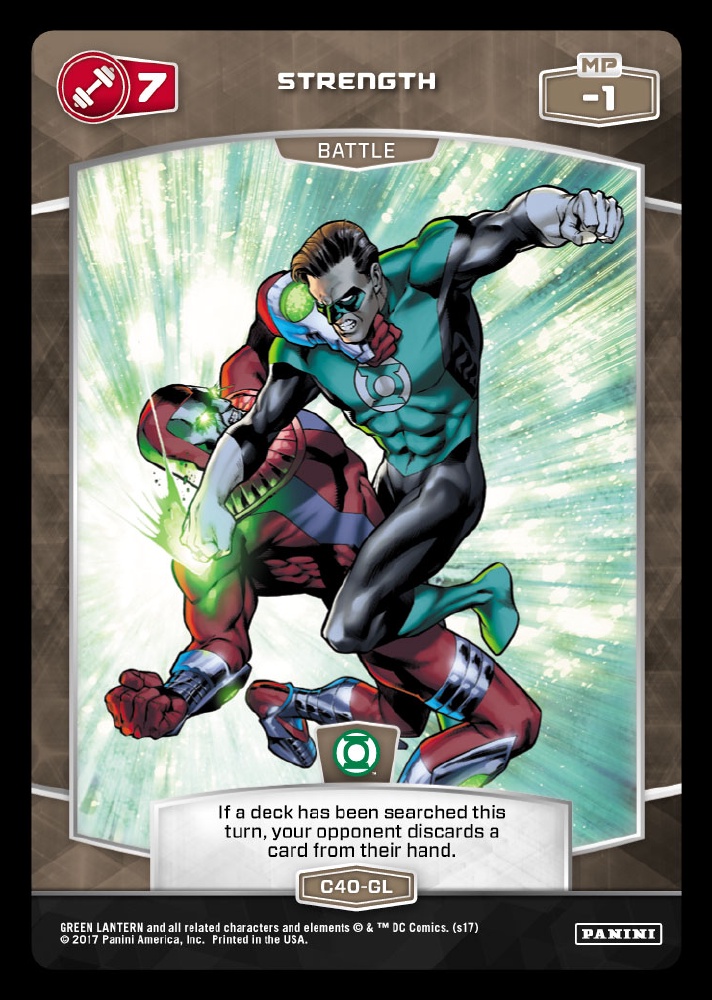 7
STRENGTH
MP
-1
BATTLE
If a deck has been searched this
turn, your opponent discards a
card from their hand.
C40-GL
GREEN LANTERN and all related characters and elements © & ™ DC Comics. (s17)
© 2017 Panini America, Inc. Printed in the USA.
PANINI